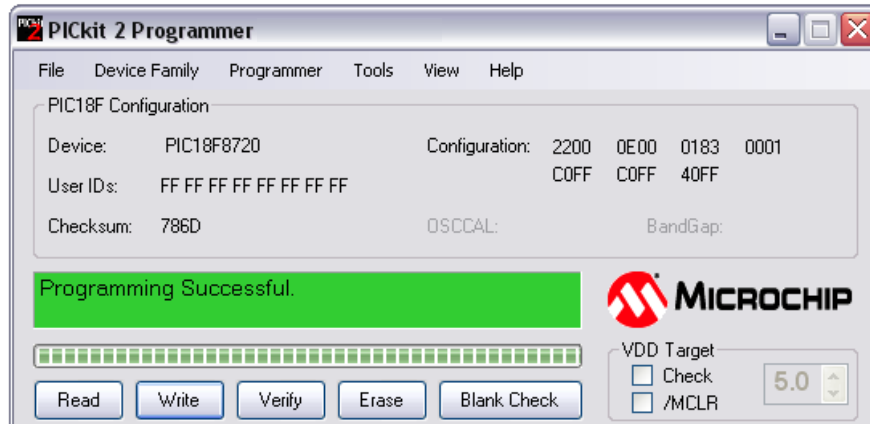 PICkit 2 Programmer
File Device Family Programmer Tools View Help
PIC18F Configuration
Device: PIC18F8720 Configuration: 2200 0E00 0183 0001
C0FF C0FF 40FF
User IDs: FF FF FF FF FF FF FF FF
Checksum: 786D OSCCAL: BandGap:
Programming Successful.
MICROCHIP
VDD Target
Check
/MCLR
5.0
Read Write Verify Erase Blank Check